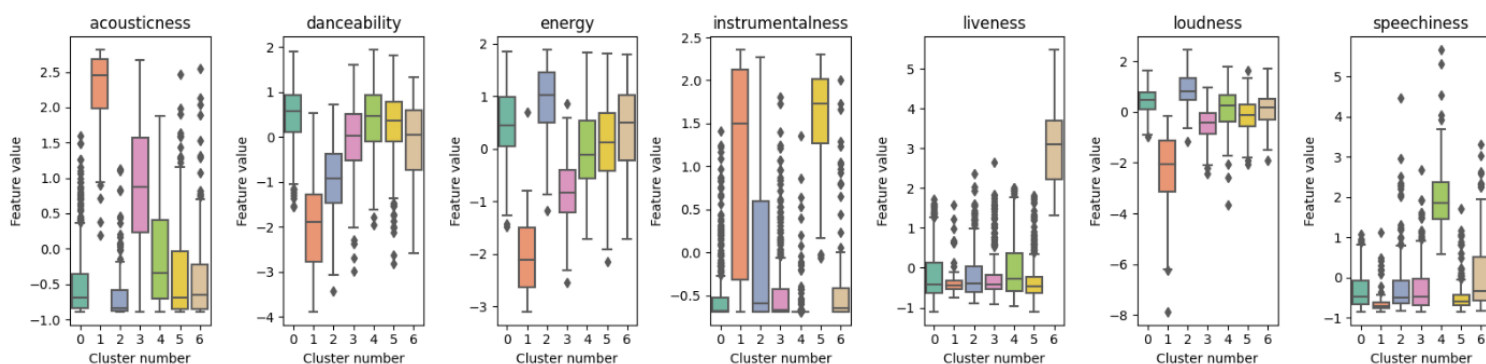 acousticness
Feature value
2.5
2.0
1.5
1.0
0.5
0.0
−0.5
−1.0
0 1 2 3 4 5 6
Cluster number
danceability
Feature value
2
1
0
−1
−2
−3
−4
0 1 2 3 4 5 6
Cluster number
energy
Feature value
2
1
0
−1
−2
−3
0 1 2 3 4 5 6
Cluster number
instrumentalness
Feature value
2.5
2.0
1.5
1.0
0.5
0.0
−0.5
0 1 2 3 4 5 6
Cluster number
liveness
Feature value
5
4
3
2
1
0
−1
0 1 2 3 4 5 6
Cluster number
loudness
Feature value
2
0
−2
−4
−6
−8
0 1 2 3 4 5 6
Cluster number
speechiness
Feature value
5
4
3
2
1
0
−1
0 1 2 3 4 5 6
Cluster number